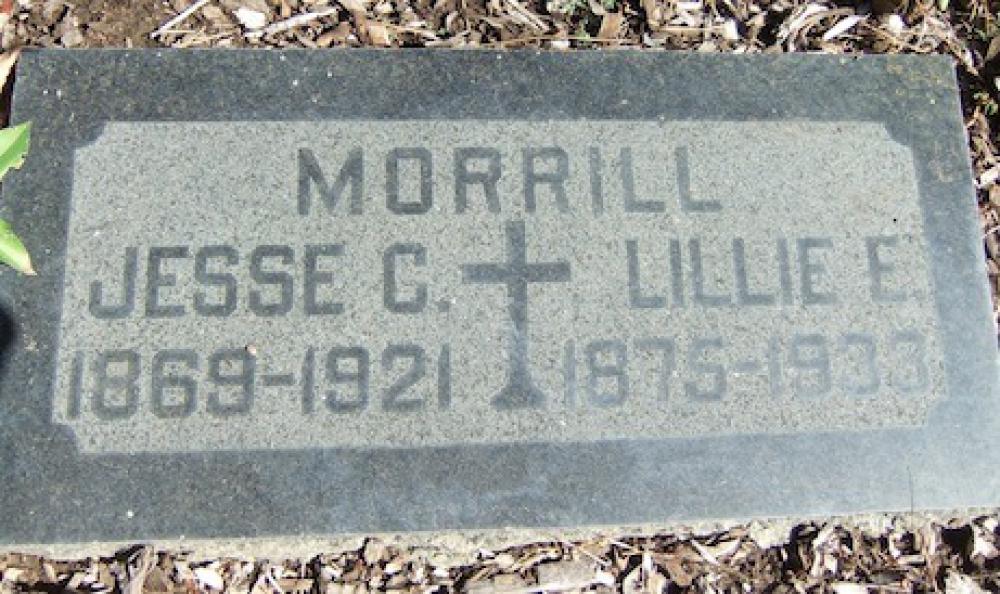 MORRILL
JESSE C. LILLIE E.
1869-1921 1875-1933